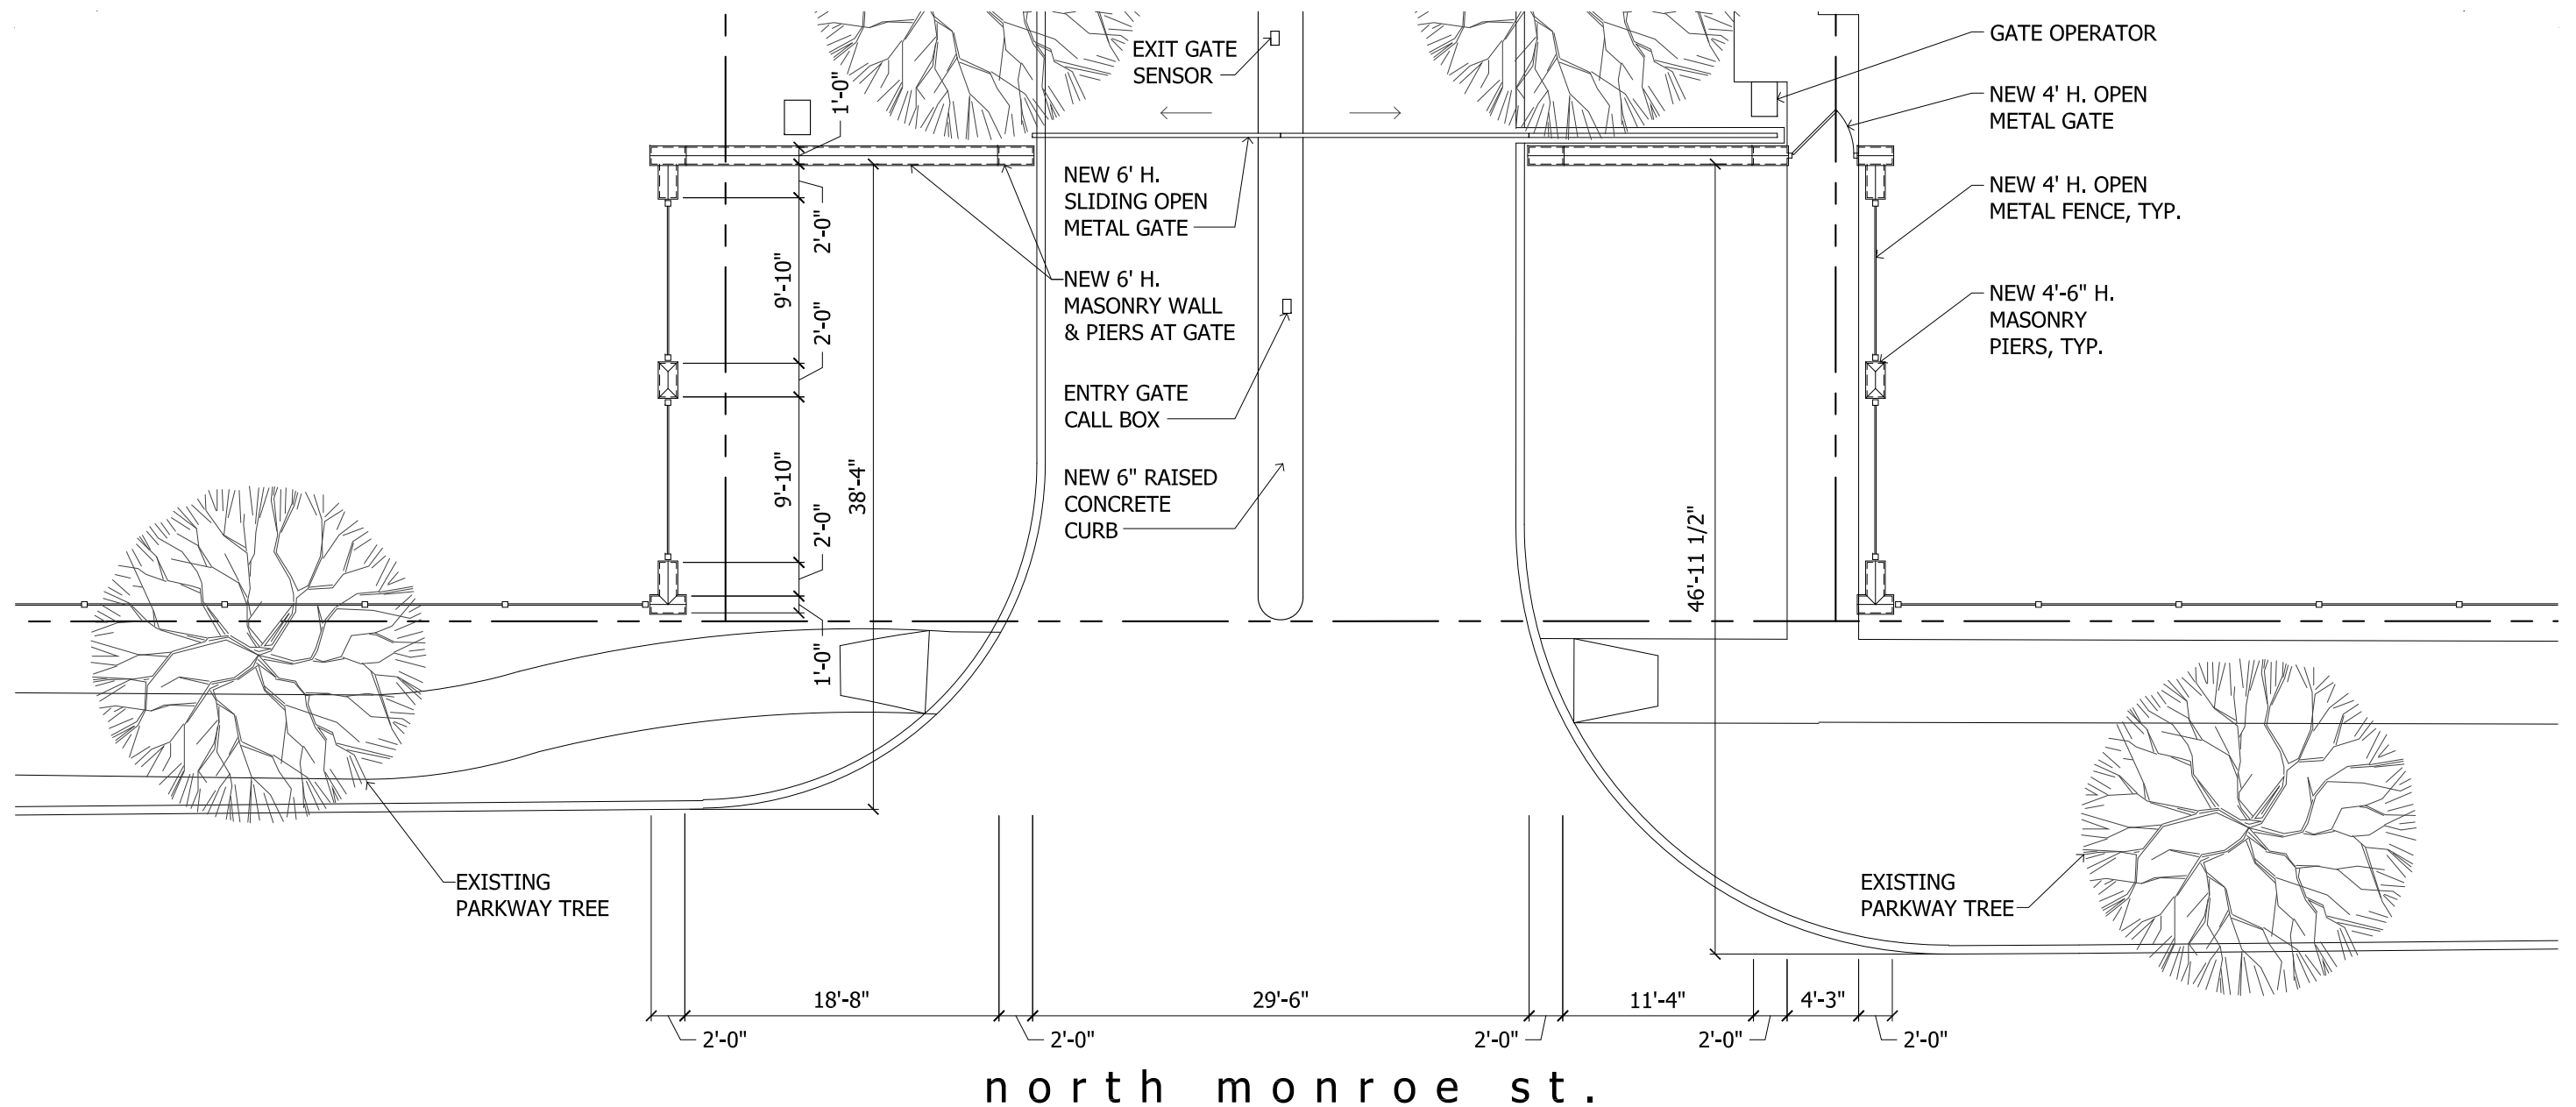 EXIT GATE
SENSOR
GATE OPERATOR
NEW 4' H. OPEN
METAL GATE
1'-0"
NEW 6' H.
SLIDING OPEN
METAL GATE
NEW 4' H. OPEN
METAL FENCE, TYP.
2'-0"
9'-10"
2'-0"
NEW 6' H.
MASONRY WALL
& PIERS AT GATE
NEW 4'-6" H.
MASONRY
PIERS, TYP.
ENTRY GATE
CALL BOX
9'-10"
38'-4"
2'-0"
NEW 6" RAISED
CONCRETE
CURB
46'-11 1/2"
1'-0"
EXISTING
PARKWAY TREE
EXISTING
PARKWAY TREE
18'-8"
29'-6"
11'-4"
4'-3"
2'-0"
2'-0"
2'-0"
2'-0"
2'-0"
north monroe st.